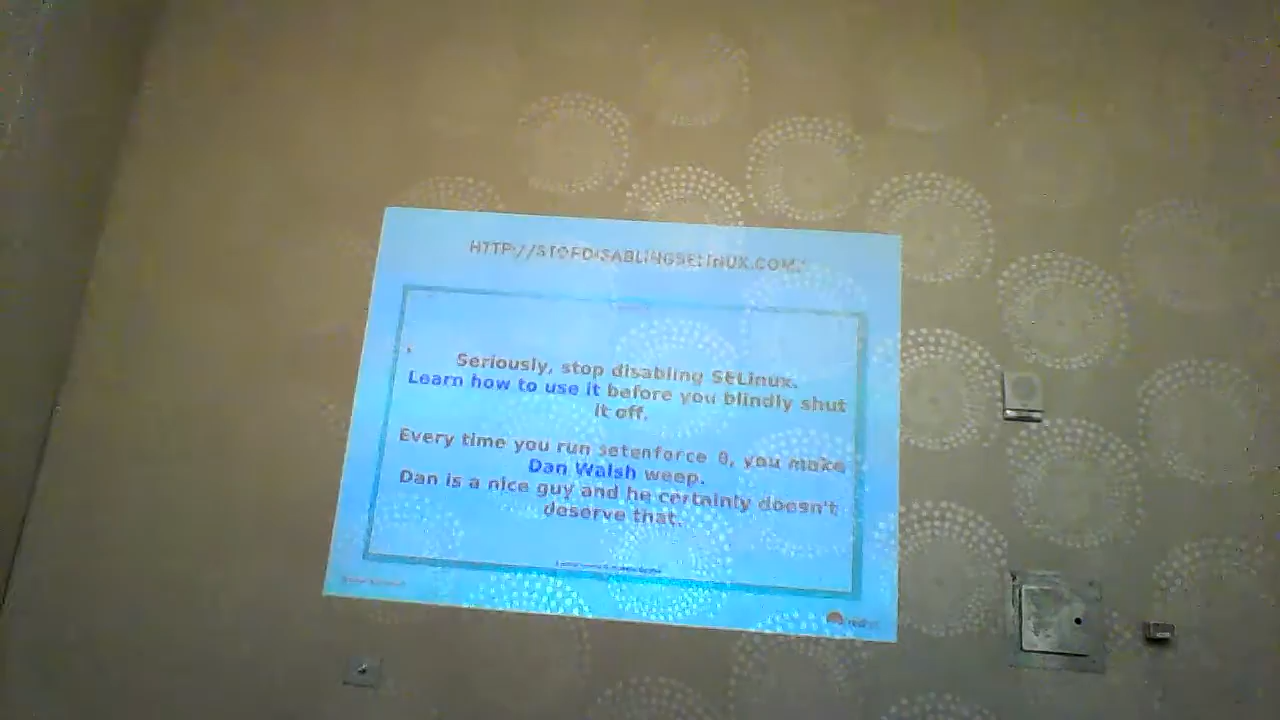 HTTP://STOPDISABLINGSELINUX.COM/
Seriously, stop disabling SELinux.
Learn how to use it before you blindly shut
it off.
Every time you run setenforce 0, you make
Dan Walsh weep.
Dan is a nice guy and he certainly doesn't
deserve that.
red